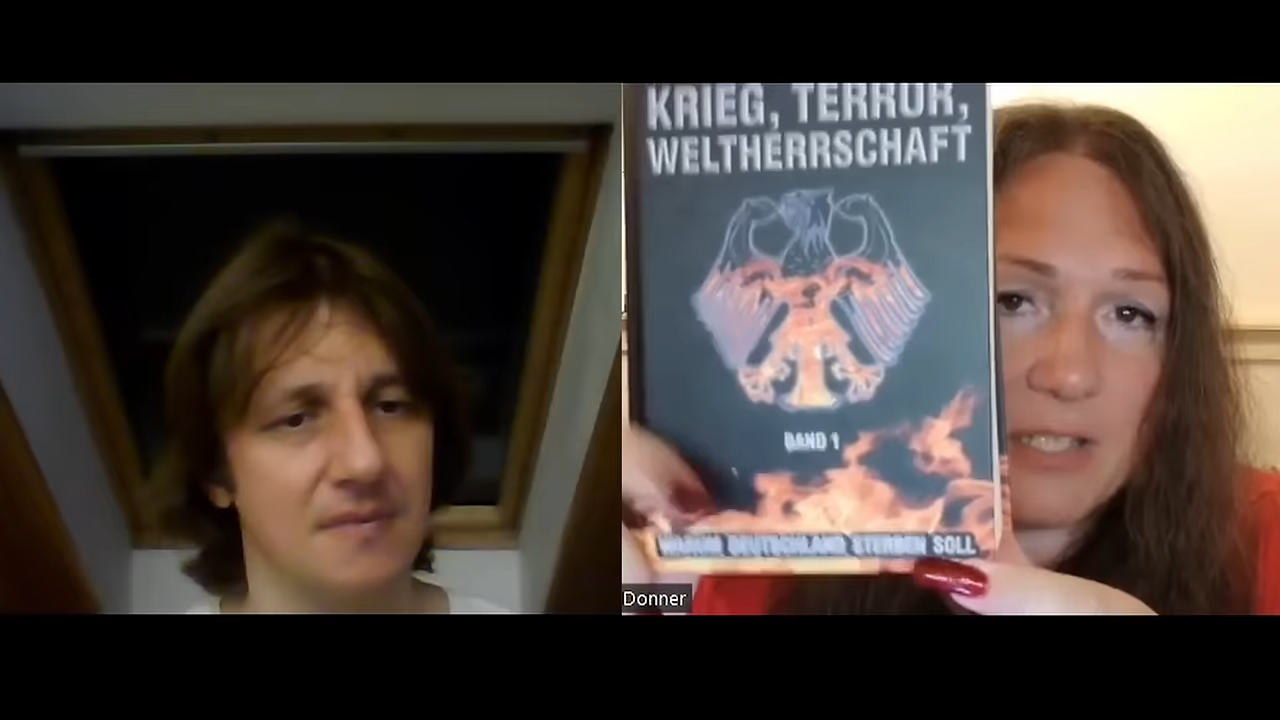 KRIEG, TERROR,
WELTHERRSCHAFT
BAND 1
WARUM DEUTSCHLAND STERBEN SOLL
Donner